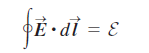 ∮E⃗ · dl⃗ = ℰ